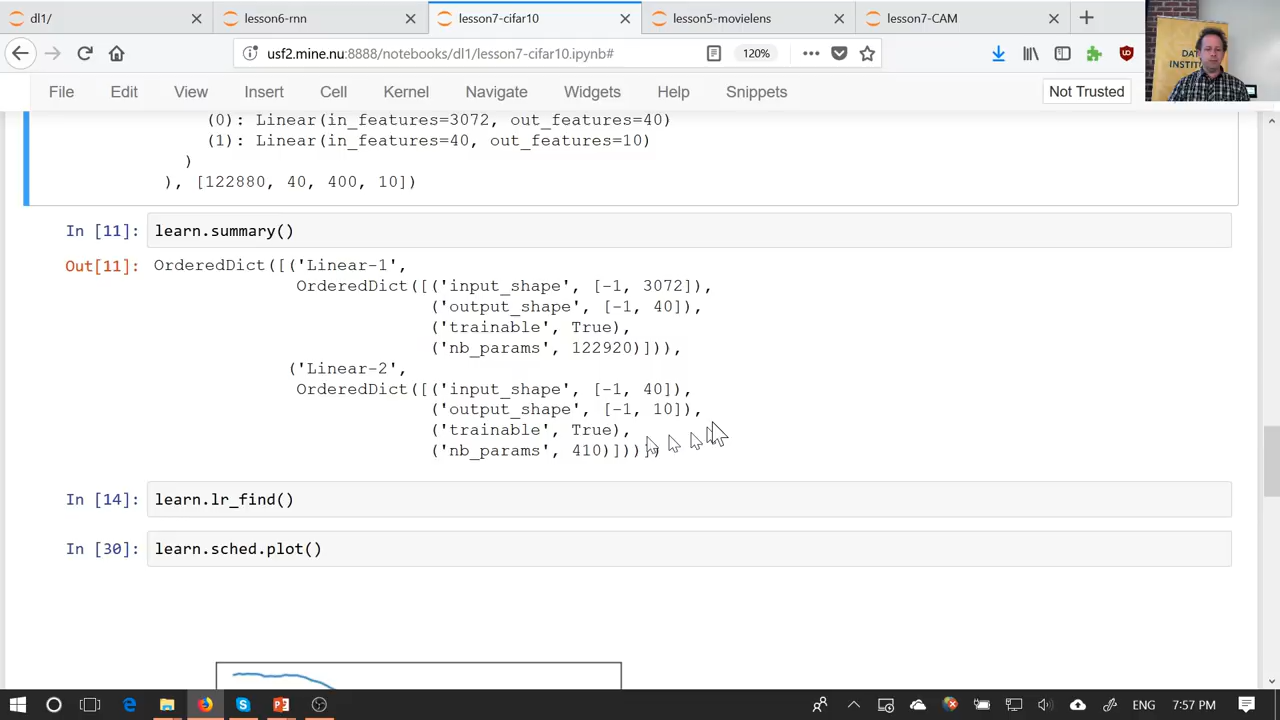 dl1/
lesson6-rnn
lesson7-cifar10
lesson5-movielens
lesson7-CAM
usf2.mine.nu:8888/notebooks/dl1/lesson7-cifar10.ipynb#
120%
File Edit View Insert Cell Kernel Navigate Widgets Help Snippets
Not Trusted
(0): Linear(in_features=3072, out_features=40)
(1): Linear(in_features=40, out_features=10)
)
), [122880, 40, 400, 10])
In [11]: learn.summary()
Out[11]: OrderedDict([('Linear-1',
OrderedDict([('input_shape', [-1, 3072]),
('output_shape', [-1, 40]),
('trainable', True),
('nb_params', 122920)])),
('Linear-2',
OrderedDict([('input_shape', [-1, 40]),
('output_shape', [-1, 10]),
('trainable', True),
('nb_params', 410)]))])
In [14]: learn.lr_find()
In [30]: learn.sched.plot()
ENG
7:57 PM